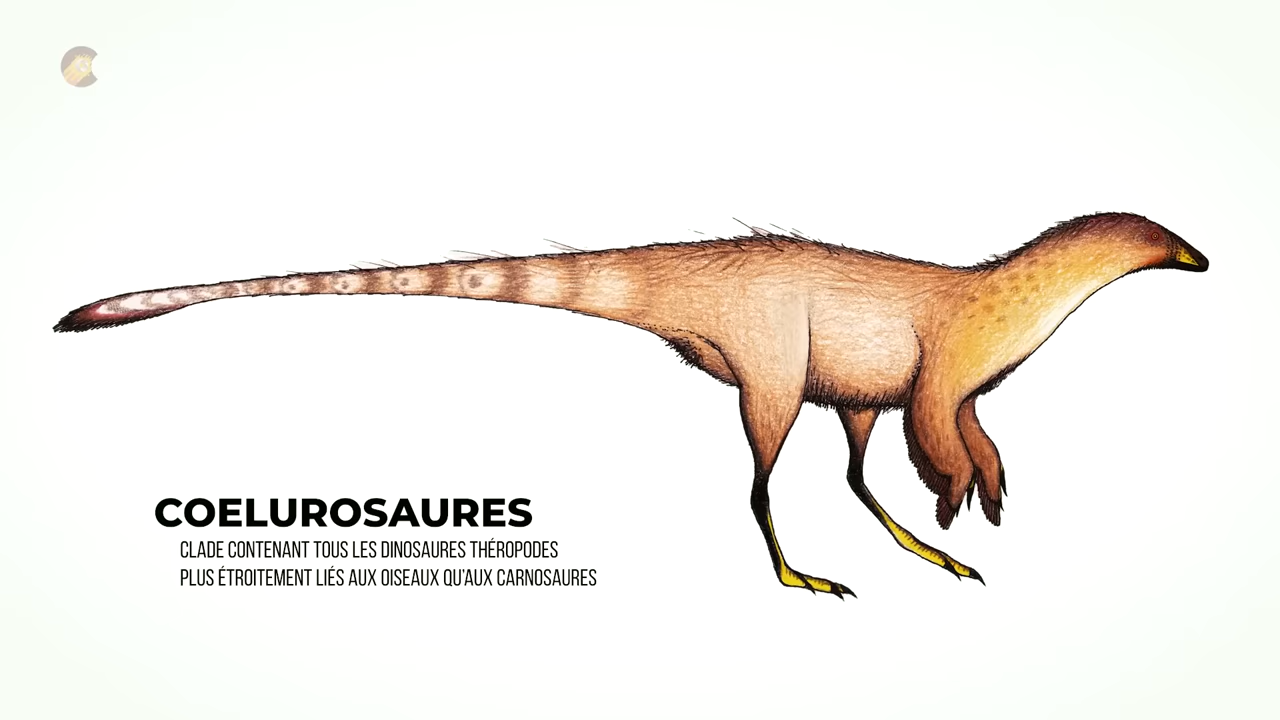 COELUROSAURES
CLADE CONTENANT TOUS LES DINOSAURES THÉROPODES
PLUS ÉTROITEMENT LIÉS AUX OISEAUX QU'AUX CARNOSAURES